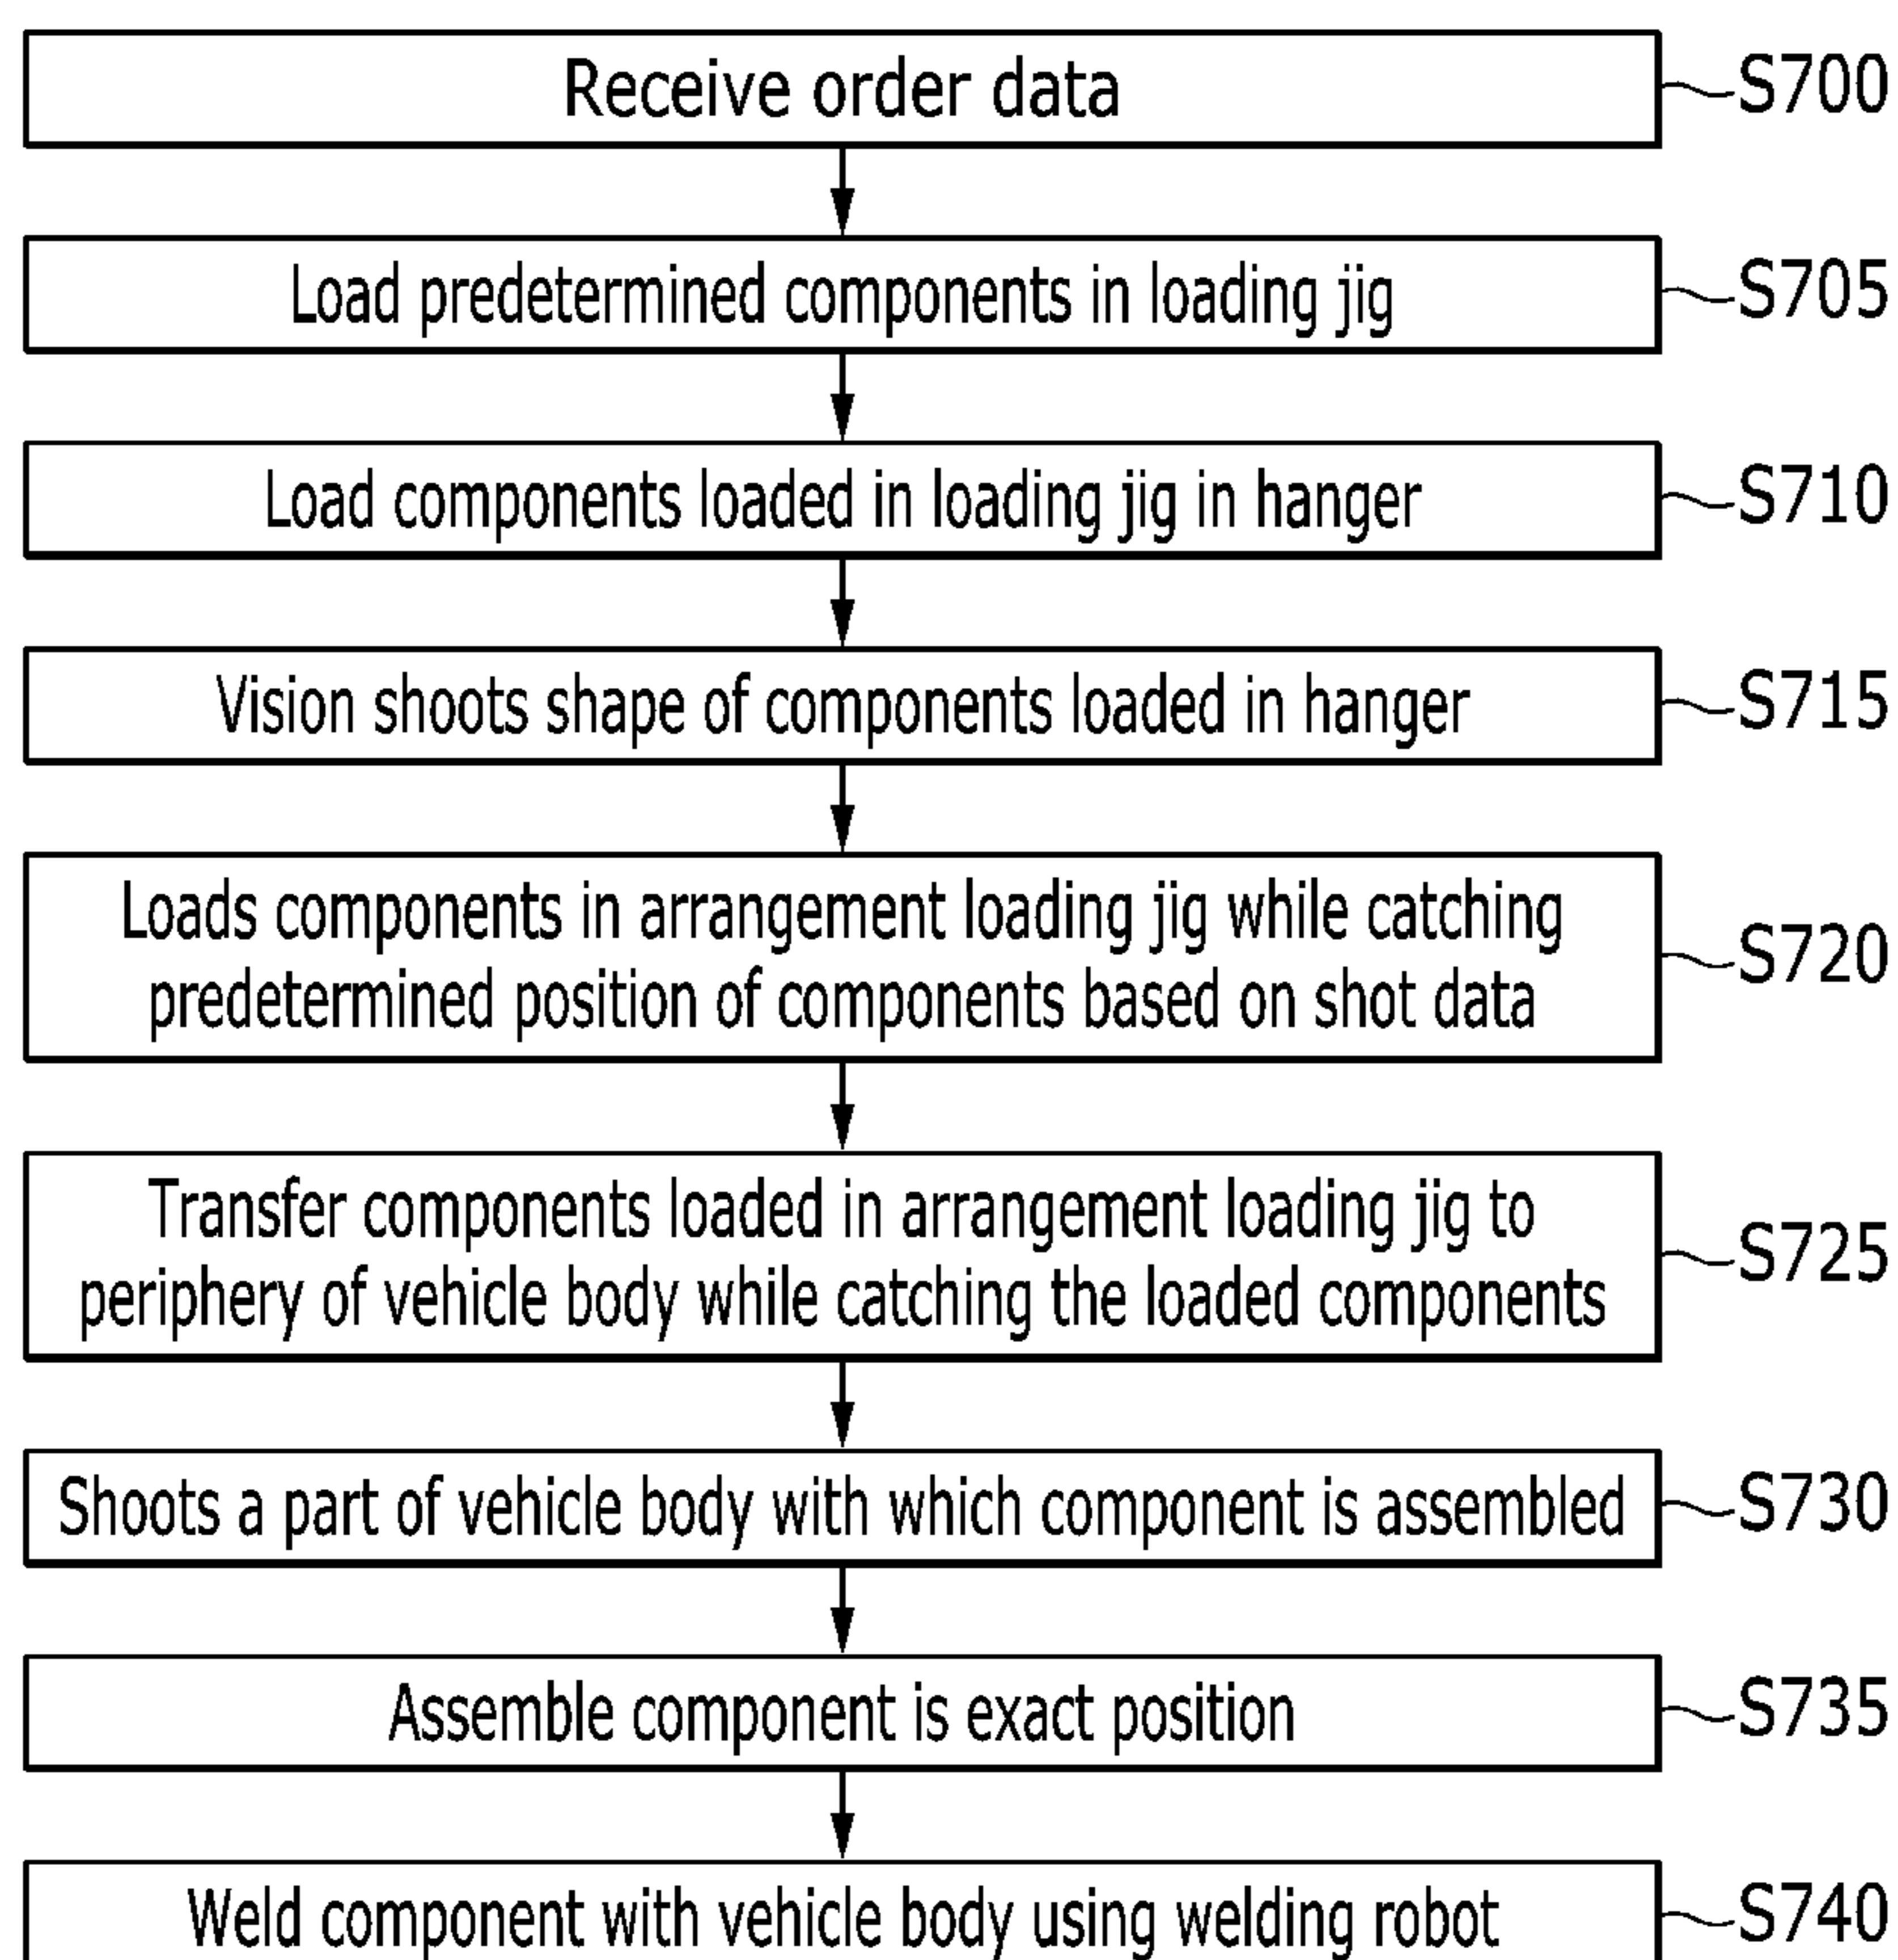 Receive order data
S700
Load predetermined components in loading jig
S705
Load components loaded in loading jig in hanger
S710
Vision shoots shape of components loaded in hanger
S715
Loads components in arrangement loading jig while catching
predetermined position of components based on shot data
S720
Transfer components loaded in arrangement loading jig to
periphery of vehicle body while catching the loaded components
S725
Shoots a part of vehicle body with which component is assembled
S730
Assemble component is exact position
S735
Weld component with vehicle body using welding robot
S740